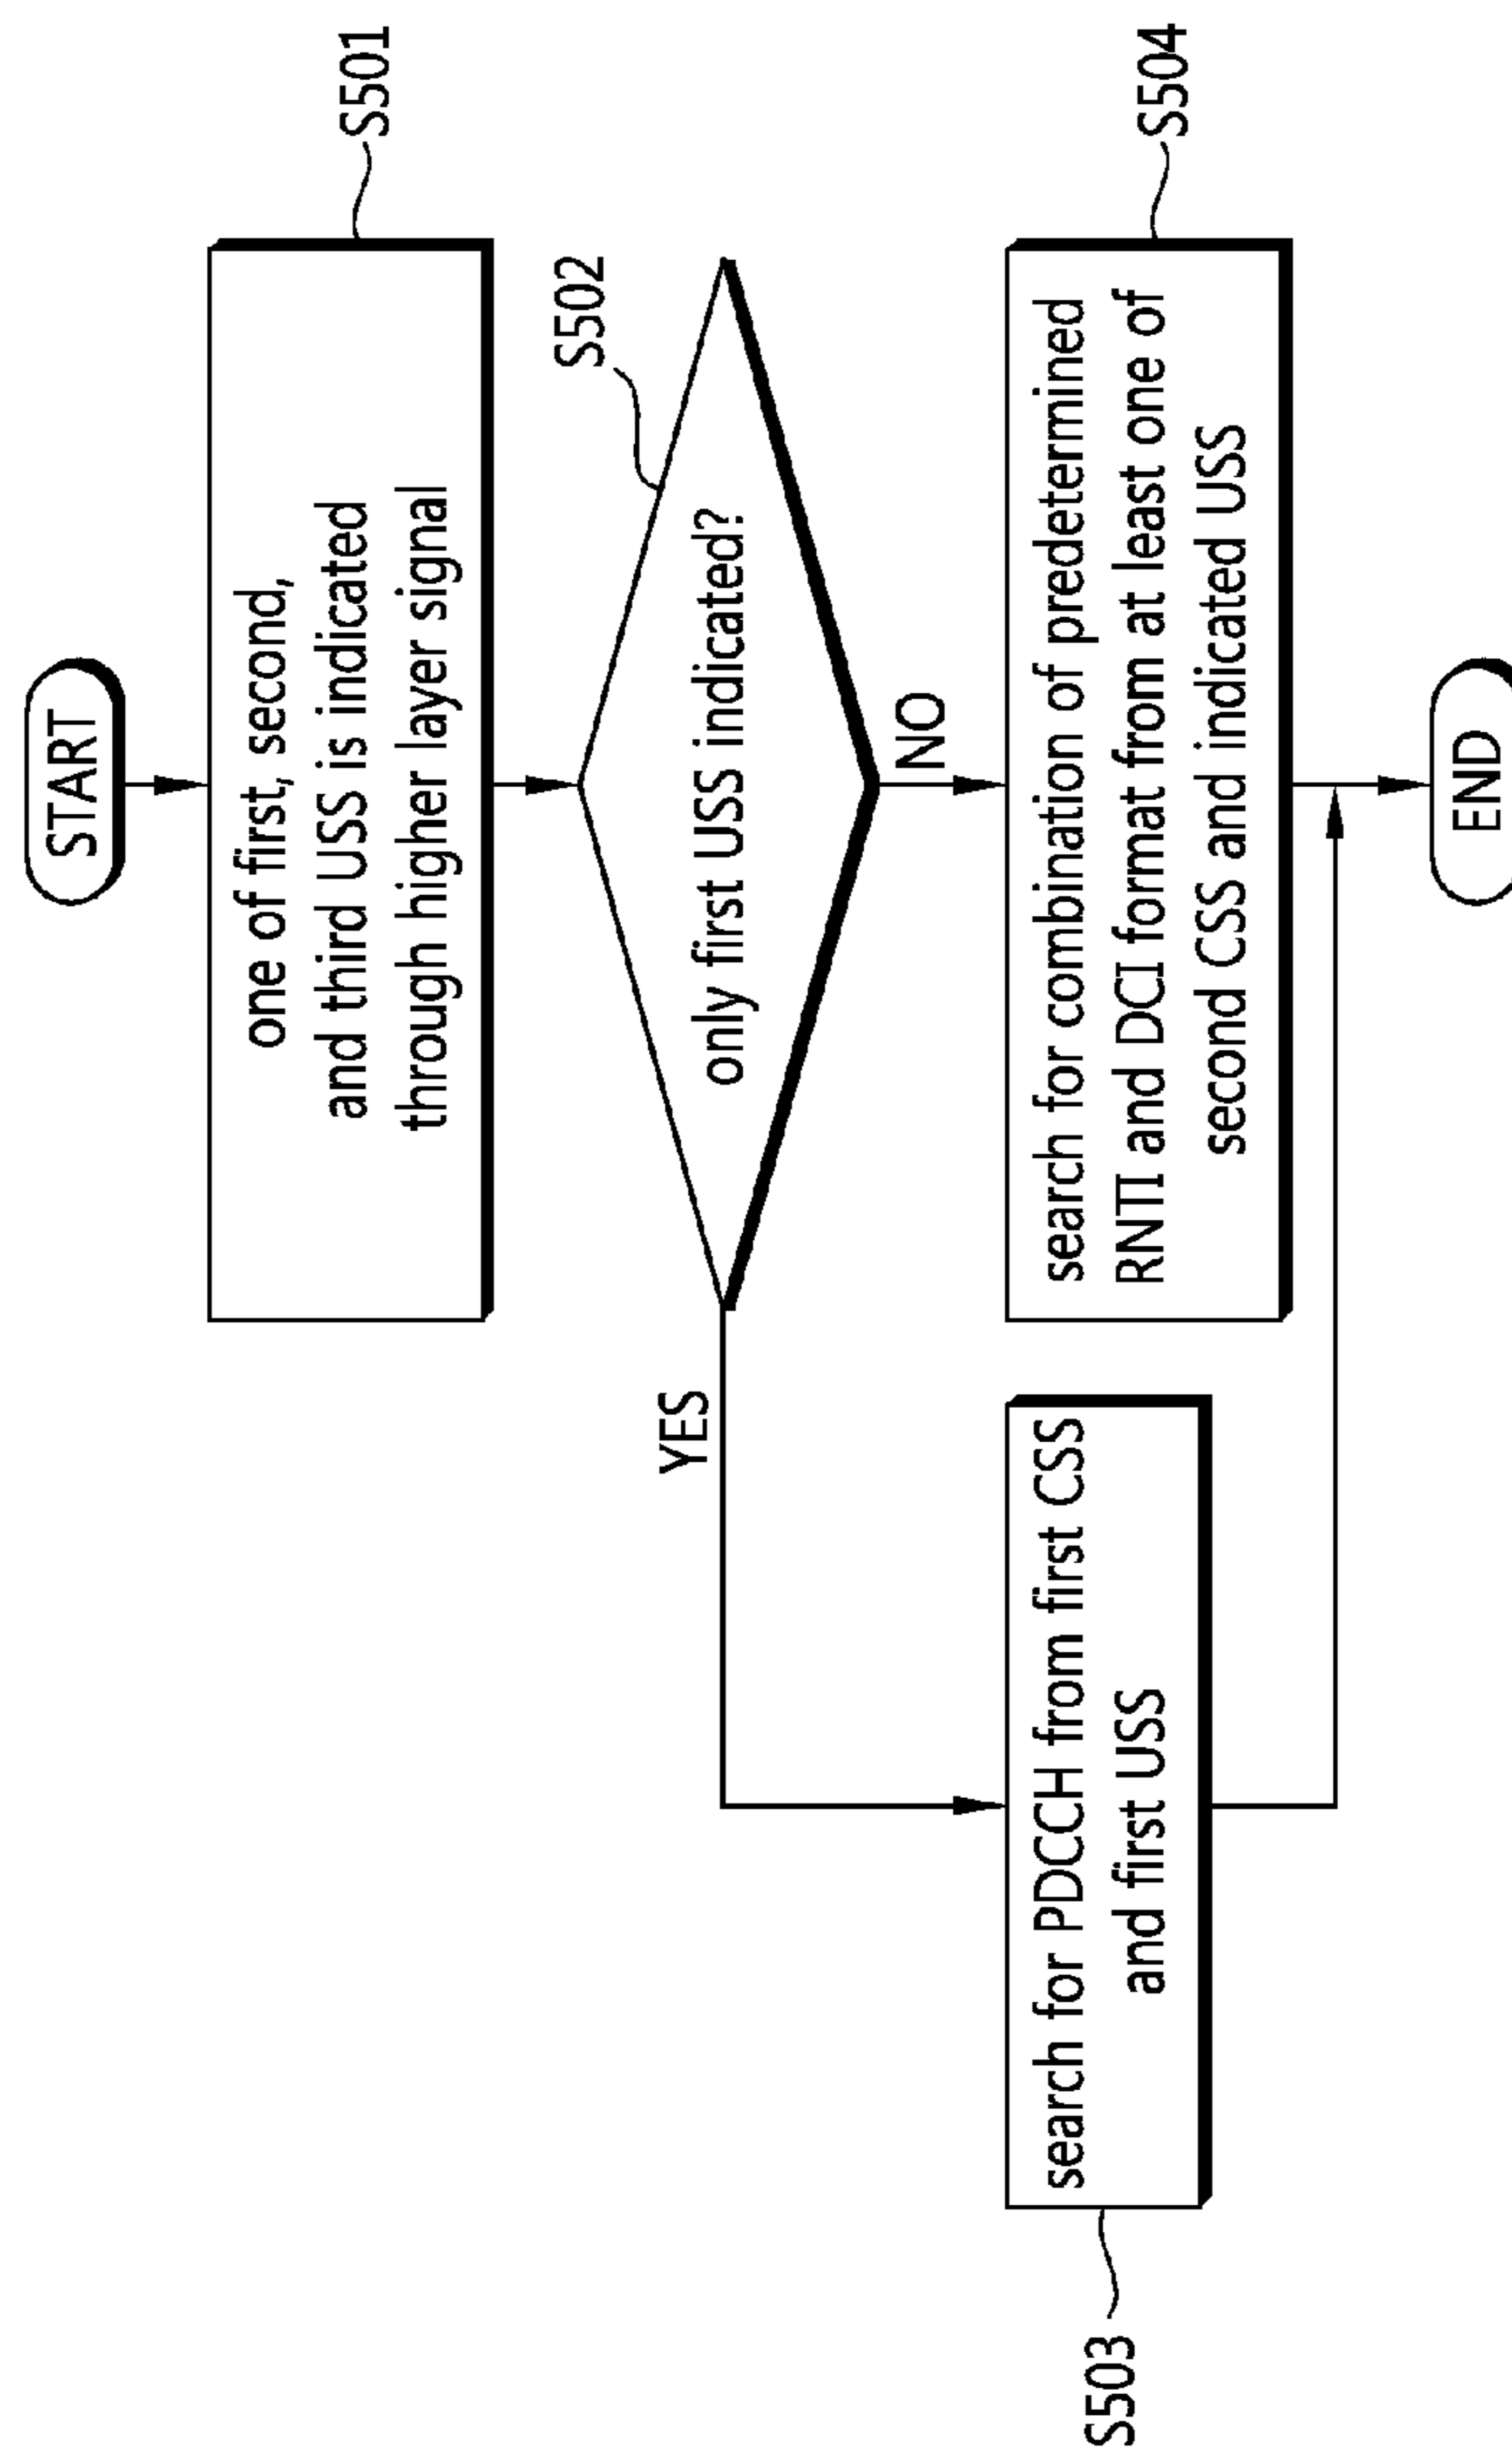 START
one of first, second,
and third USS is indicated
through higher layer signal
S501
only first USS indicated?
S502
YES
NO
search for PDCCH from first CSS
and first USS
S503
search for combination of predetermined
RNTI and DCI format from at least one of
second CSS and indicated USS
S504
END